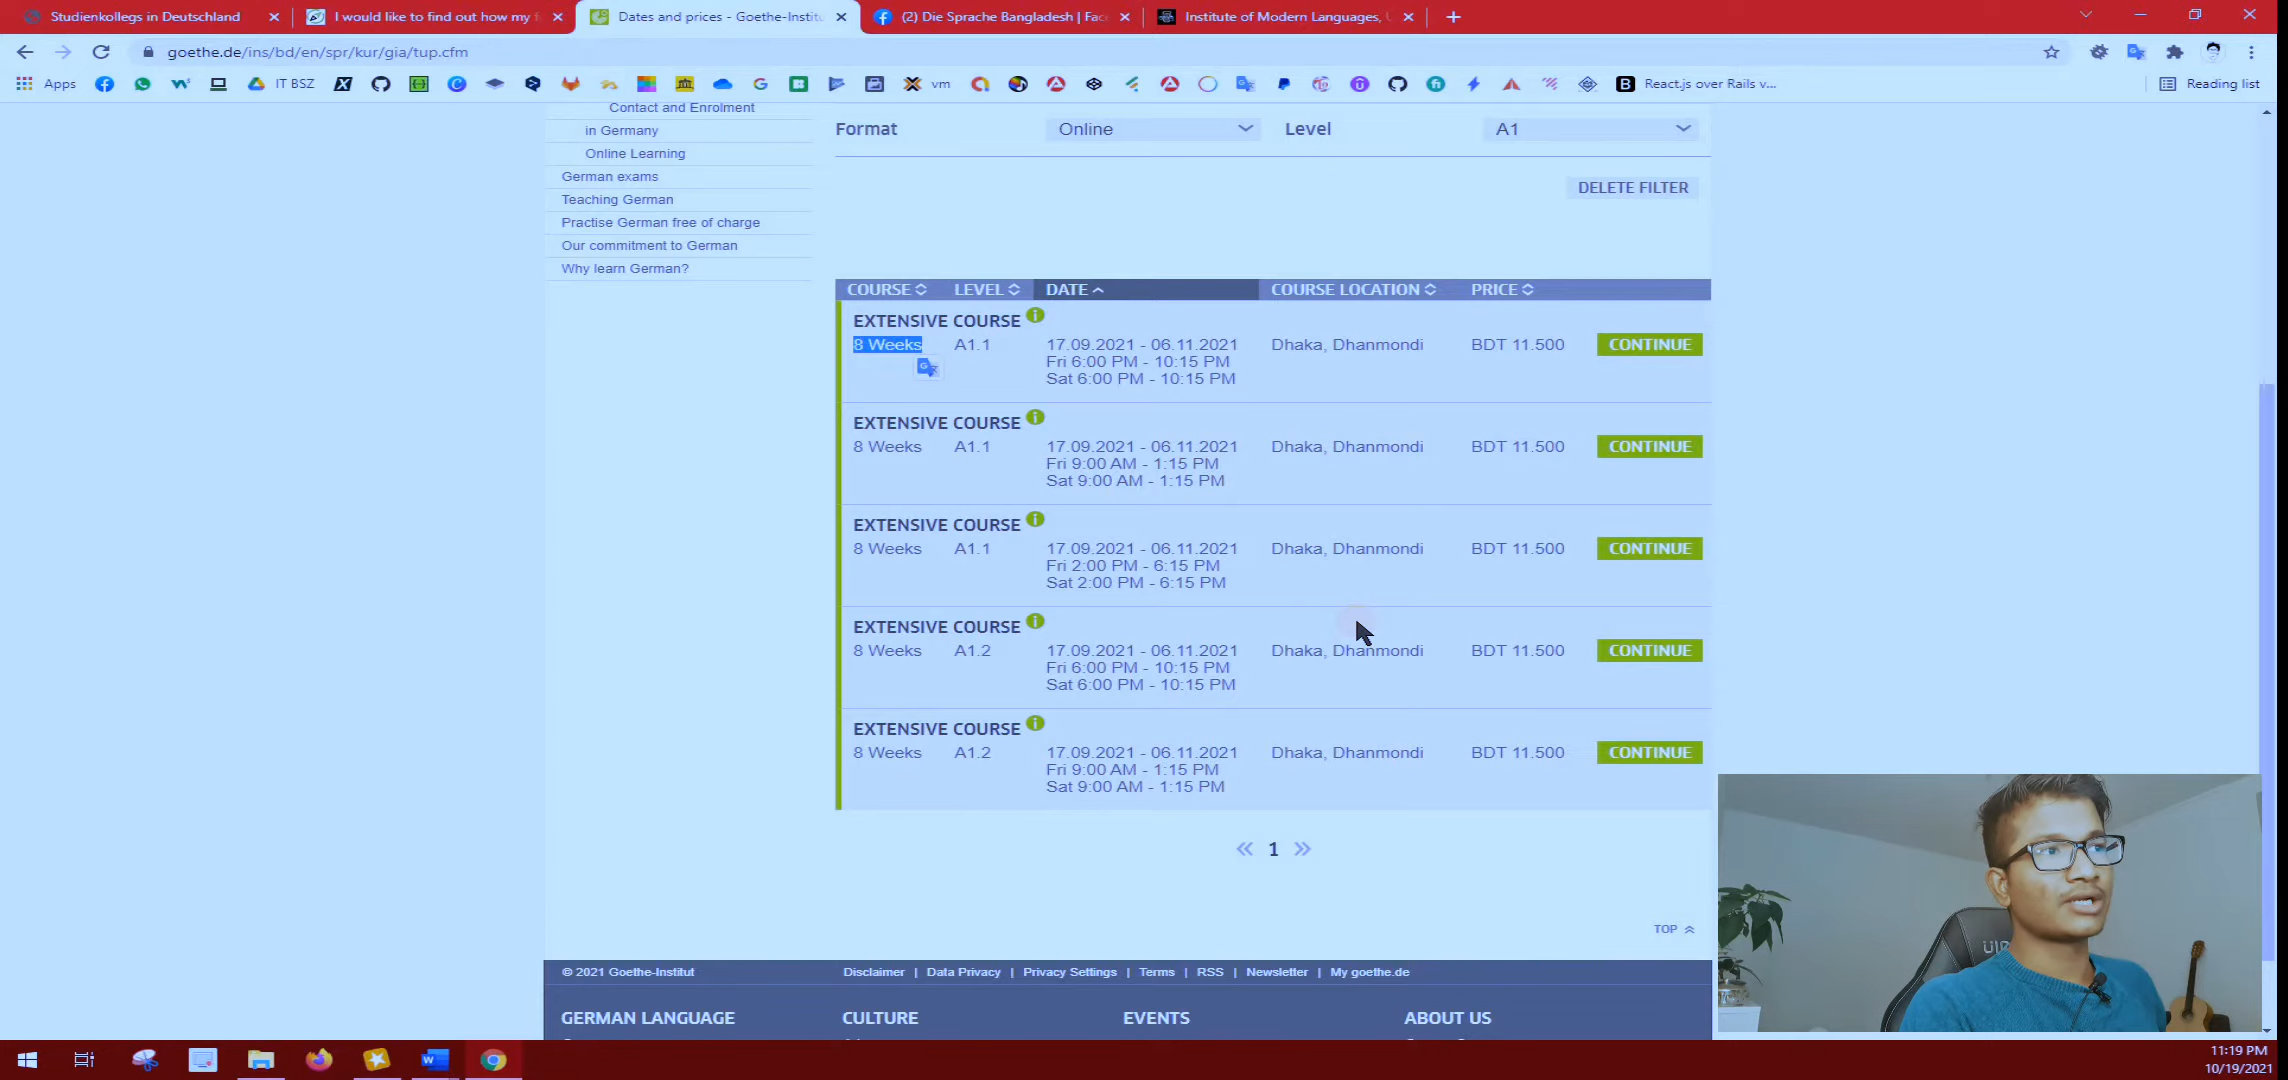 Studienkollegs in Deutschland
I would like to find out how my f
Dates and prices - Goethe-Institu
(2) Die Sprache Bangladesh | Fac
Institute of Modern Languages, U
goethe.de/ins/bd/en/spr/kur/gia/tup.cfm
Apps
IT BSZ
vm
React.js over Rails v...
Reading list
Contact and Enrolment
in Germany
Online Learning
German exams
Teaching German
Practise German free of charge
Our commitment to German
Why learn German?
Format Online Level A1
DELETE FILTER
COURSE LEVEL DATE COURSE LOCATION PRICE
EXTENSIVE COURSE
8 Weeks A1.1 17.09.2021 - 06.11.2021 Dhaka, Dhanmondi BDT 11.500 CONTINUE
Fri 6:00 PM - 10:15 PM
Sat 6:00 PM - 10:15 PM
EXTENSIVE COURSE
8 Weeks A1.1 17.09.2021 - 06.11.2021 Dhaka, Dhanmondi BDT 11.500 CONTINUE
Fri 9:00 AM - 1:15 PM
Sat 9:00 AM - 1:15 PM
EXTENSIVE COURSE
8 Weeks A1.1 17.09.2021 - 06.11.2021 Dhaka, Dhanmondi BDT 11.500 CONTINUE
Fri 2:00 PM - 6:15 PM
Sat 2:00 PM - 6:15 PM
EXTENSIVE COURSE
8 Weeks A1.2 17.09.2021 - 06.11.2021 Dhaka, Dhanmondi BDT 11.500 CONTINUE
Fri 6:00 PM - 10:15 PM
Sat 6:00 PM - 10:15 PM
EXTENSIVE COURSE
8 Weeks A1.2 17.09.2021 - 06.11.2021 Dhaka, Dhanmondi BDT 11.500 CONTINUE
Fri 9:00 AM - 1:15 PM
Sat 9:00 AM - 1:15 PM
« 1 »
TOP
© 2021 Goethe-Institut Disclaimer | Data Privacy | Privacy Settings | Terms | RSS | Newsletter | My goethe.de
GERMAN LANGUAGE CULTURE EVENTS ABOUT US
11:19 PM
10/19/2021